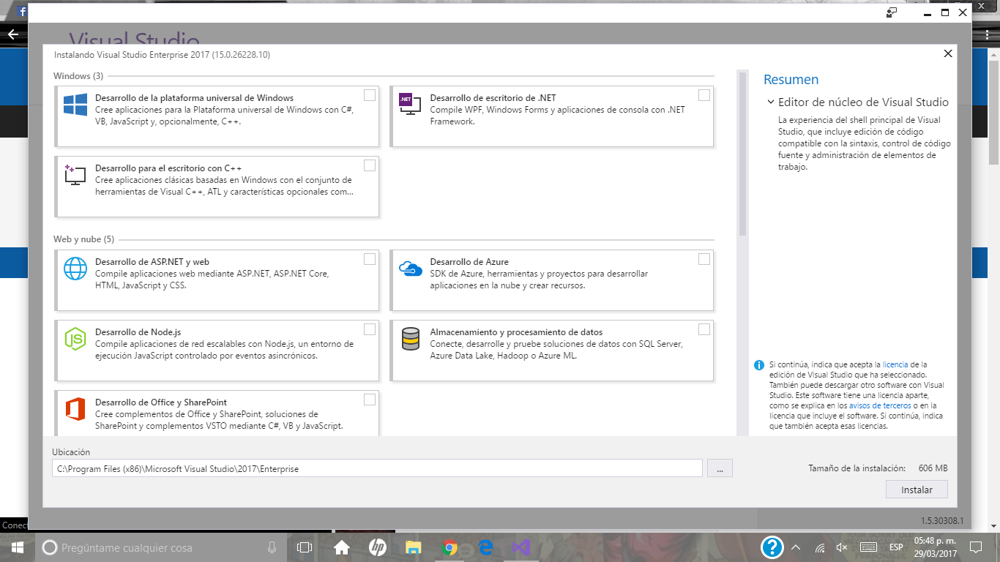 Visual Studio
Instalando Visual Studio Enterprise 2017 (15.0.26228.10)
Windows (3)
Desarrollo de la plataforma universal de Windows
Cree aplicaciones para la Plataforma universal de Windows con C#,
VB, JavaScript y, opcionalmente, C++.
.NET
Desarrollo de escritorio de .NET
Compile WPF, Windows Forms y aplicaciones de consola con .NET
Framework.
Desarrollo para el escritorio con C++
Cree aplicaciones clásicas basadas en Windows con el conjunto de
herramientas de Visual C++, ATL y características opcionales com...
Web y nube (5)
Desarrollo de ASP.NET y web
Compile aplicaciones web mediante ASP.NET, ASP.NET Core,
HTML, JavaScript y CSS.
Desarrollo de Azure
SDK de Azure, herramientas y proyectos para desarrollar
aplicaciones en la nube y crear recursos.
JS
Desarrollo de Node.js
Compile aplicaciones de red escalables con Node.js, un entorno de
ejecución JavaScript controlado por eventos asincrónicos.
Almacenamiento y procesamiento de datos
Conecte, desarrolle y pruebe soluciones de datos con SQL Server,
Azure Data Lake, Hadoop o Azure ML.
Desarrollo de Office y SharePoint
Cree complementos de Office y SharePoint, soluciones de
SharePoint y complementos VSTO mediante C#, VB y JavaScript.
Resumen
Editor de núcleo de Visual Studio
La experiencia del shell principal de Visual
Studio, que incluye edición de código
compatible con la sintaxis, control de código
fuente y administración de elementos de
trabajo.
Si continúa, indica que acepta la licencia de la
edición de Visual Studio que ha seleccionado.
También puede descargar otro software con Visual
Studio. Este software tiene una licencia aparte,
como se explica en los avisos de terceros o en la
licencia que incluye el software. Si continúa, indica
que también acepta esas licencias.
Ubicación
C:\Program Files (x86)\Microsoft Visual Studio\2017\Enterprise
...
Tamaño de la instalación: 606 MB
Instalar
1.5.30308.1
Conect
Pregúntame cualquier cosa
hp
ESP
05:48 p. m.
29/03/2017